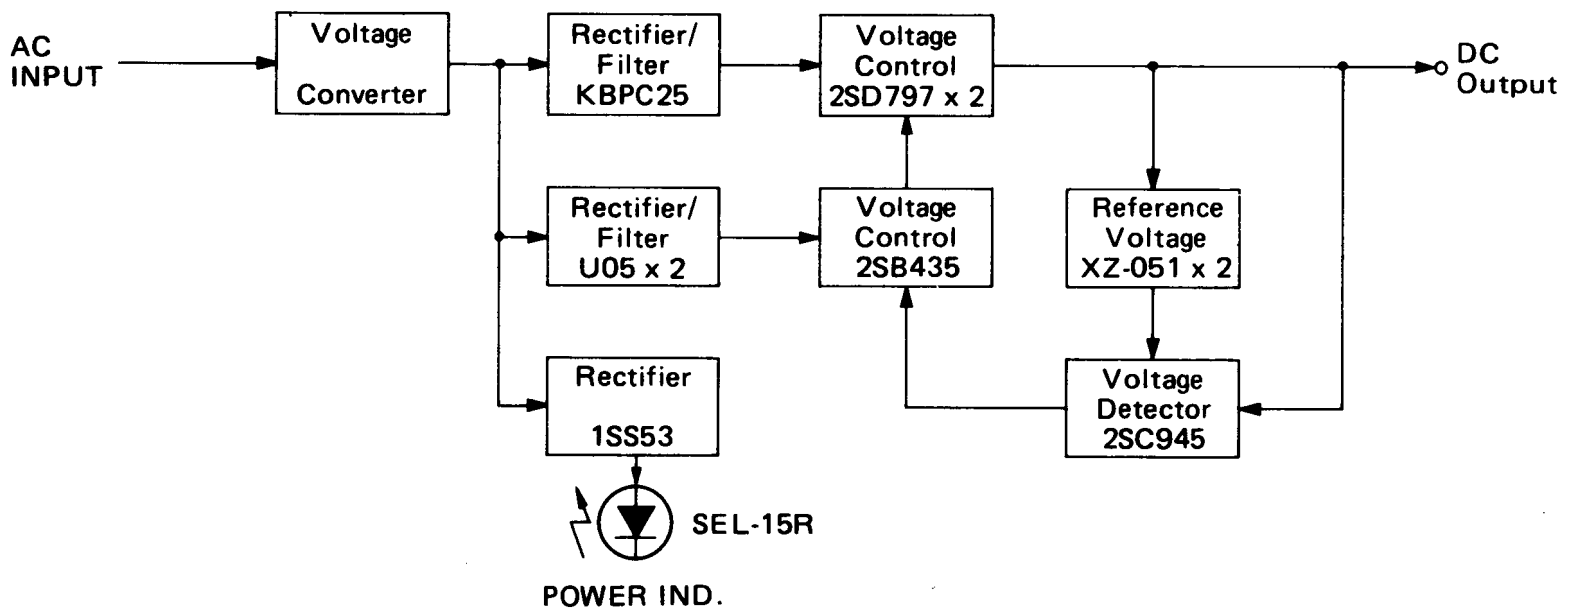 AC
INPUT
Voltage
Converter
Rectifier/
Filter
KBPC25
Voltage
Control
2SD797 x 2
DC
Output
Rectifier/
Filter
U05 x 2
Voltage
Control
2SB435
Reference
Voltage
XZ-051 x 2
Rectifier
1SS53
Voltage
Detector
2SC945
SEL-15R
POWER IND.